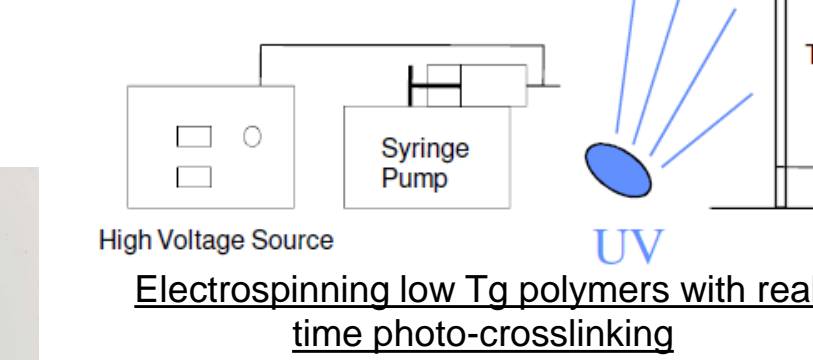 T
Syringe
Pump
High Voltage Source
UV
Electrospinning low Tg polymers with real
time photo-crosslinking